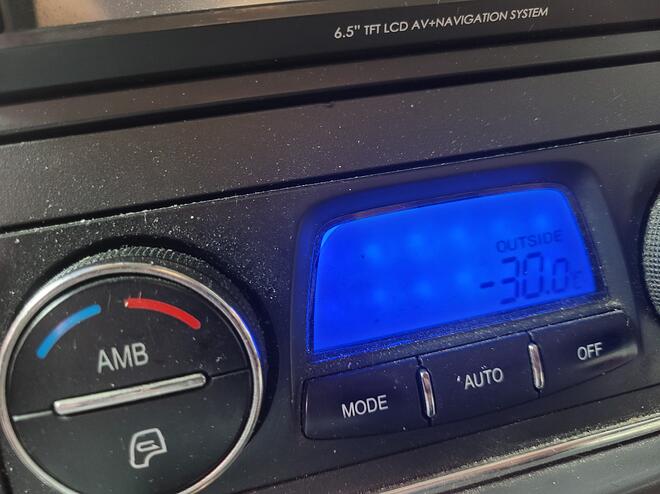 6.5" TFT LCD AV+NAVIGATION SYSTEM
OUTSIDE
-30.0c
AMB
MODE
AUTO
OFF